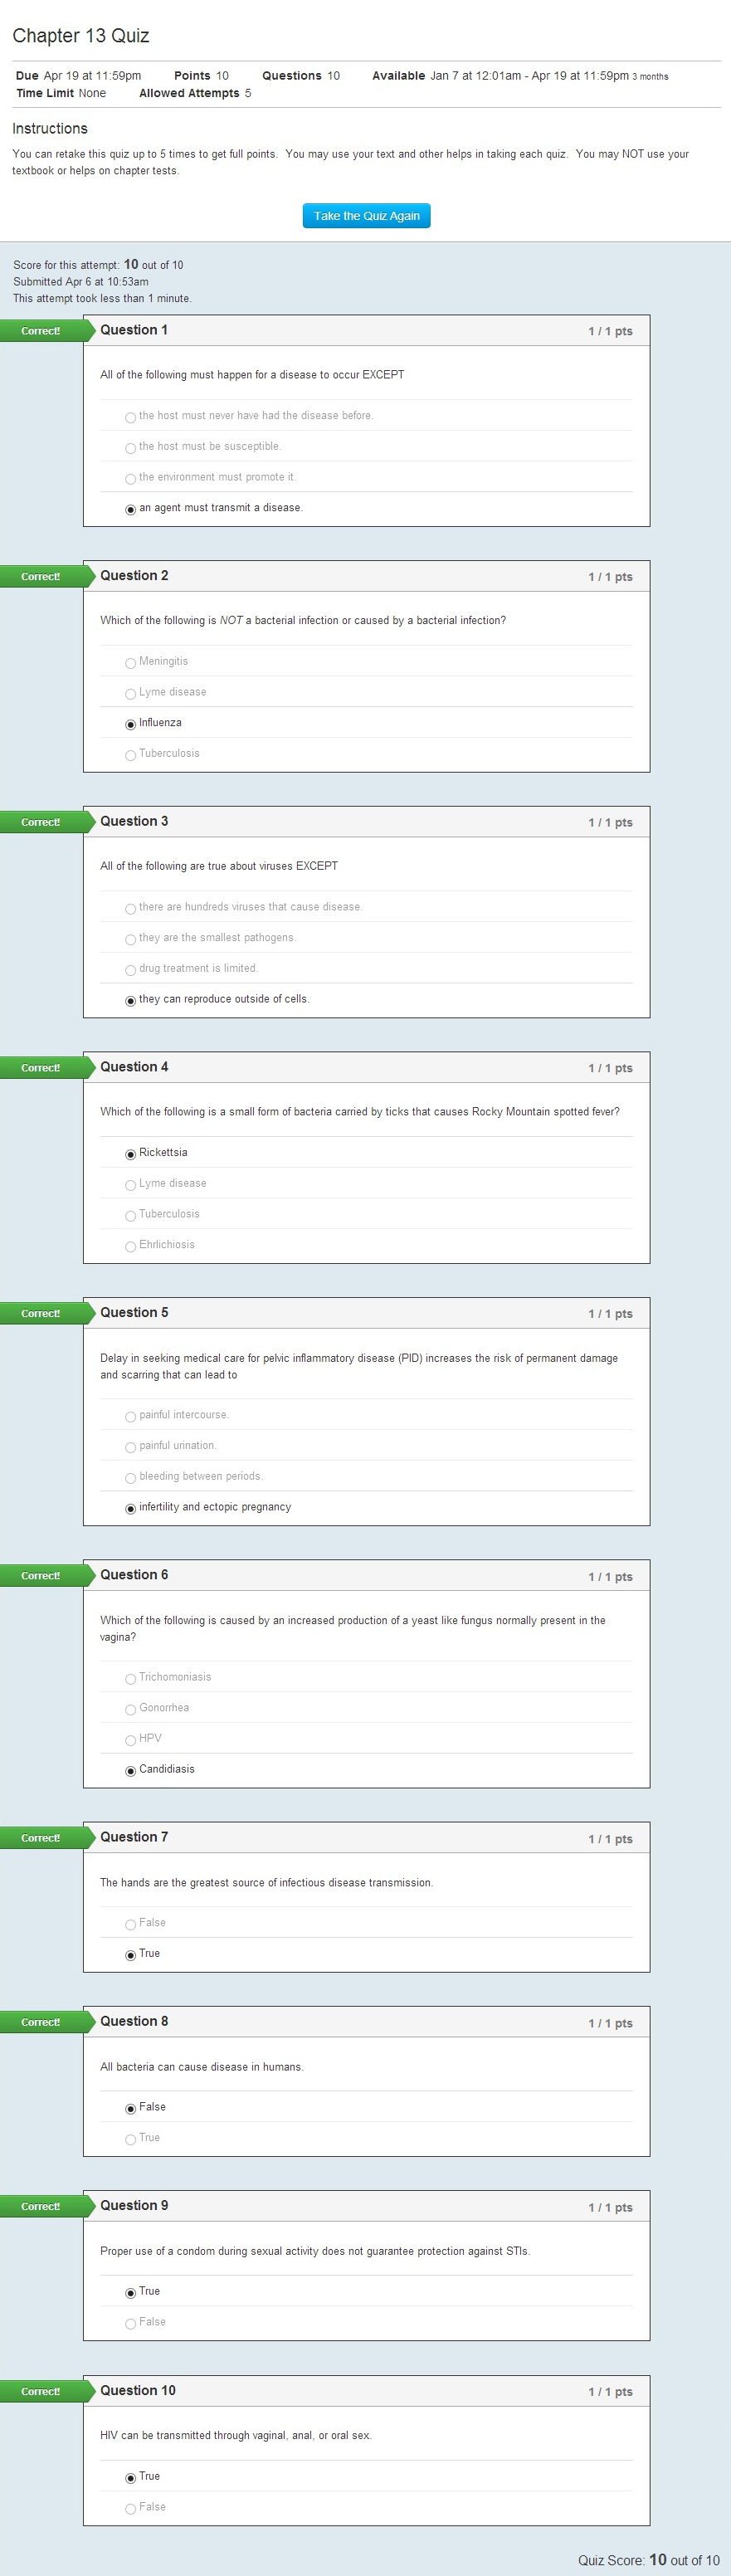 Chapter 13 Quiz
Due Apr 19 at 11:59pm Points 10 Questions 10 Available Jan 7 at 12:01am - Apr 19 at 11:59pm 3 months
Time Limit None Allowed Attempts 5
Instructions
You can retake this quiz up to 5 times to get full points. You may use your text and other helps in taking each quiz. You may NOT use your
textbook or helps on chapter tests.
Take the Quiz Again
Score for this attempt: 10 out of 10
Submitted Apr 6 at 10:53am
This attempt took less than 1 minute.
Correct! Question 1 1 / 1 pts
All of the following must happen for a disease to occur EXCEPT
the host must never have had the disease before.
the host must be susceptible.
the environment must promote it.
an agent must transmit a disease.
Correct! Question 2 1 / 1 pts
Which of the following is NOT a bacterial infection or caused by a bacterial infection?
Meningitis
Lyme disease
Influenza
Tuberculosis
Correct! Question 3 1 / 1 pts
All of the following are true about viruses EXCEPT
there are hundreds viruses that cause disease.
they are the smallest pathogens.
drug treatment is limited.
they can reproduce outside of cells.
Correct! Question 4 1 / 1 pts
Which of the following is a small form of bacteria carried by ticks that causes Rocky Mountain spotted fever?
Rickettsia
Lyme disease
Tuberculosis
Ehrlichiosis
Correct! Question 5 1 / 1 pts
Delay in seeking medical care for pelvic inflammatory disease (PID) increases the risk of permanent damage
and scarring that can lead to
painful intercourse.
painful urination.
bleeding between periods.
infertility and ectopic pregnancy
Correct! Question 6 1 / 1 pts
Which of the following is caused by an increased production of a yeast like fungus normally present in the
vagina?
Trichomoniasis
Gonorrhea
HPV
Candidiasis
Correct! Question 7 1 / 1 pts
The hands are the greatest source of infectious disease transmission.
False
True
Correct! Question 8 1 / 1 pts
All bacteria can cause disease in humans.
False
True
Correct! Question 9 1 / 1 pts
Proper use of a condom during sexual activity does not guarantee protection against STIs.
True
False
Correct! Question 10 1 / 1 pts
HIV can be transmitted through vaginal, anal, or oral sex.
True
False
Quiz Score: 10 out of 10